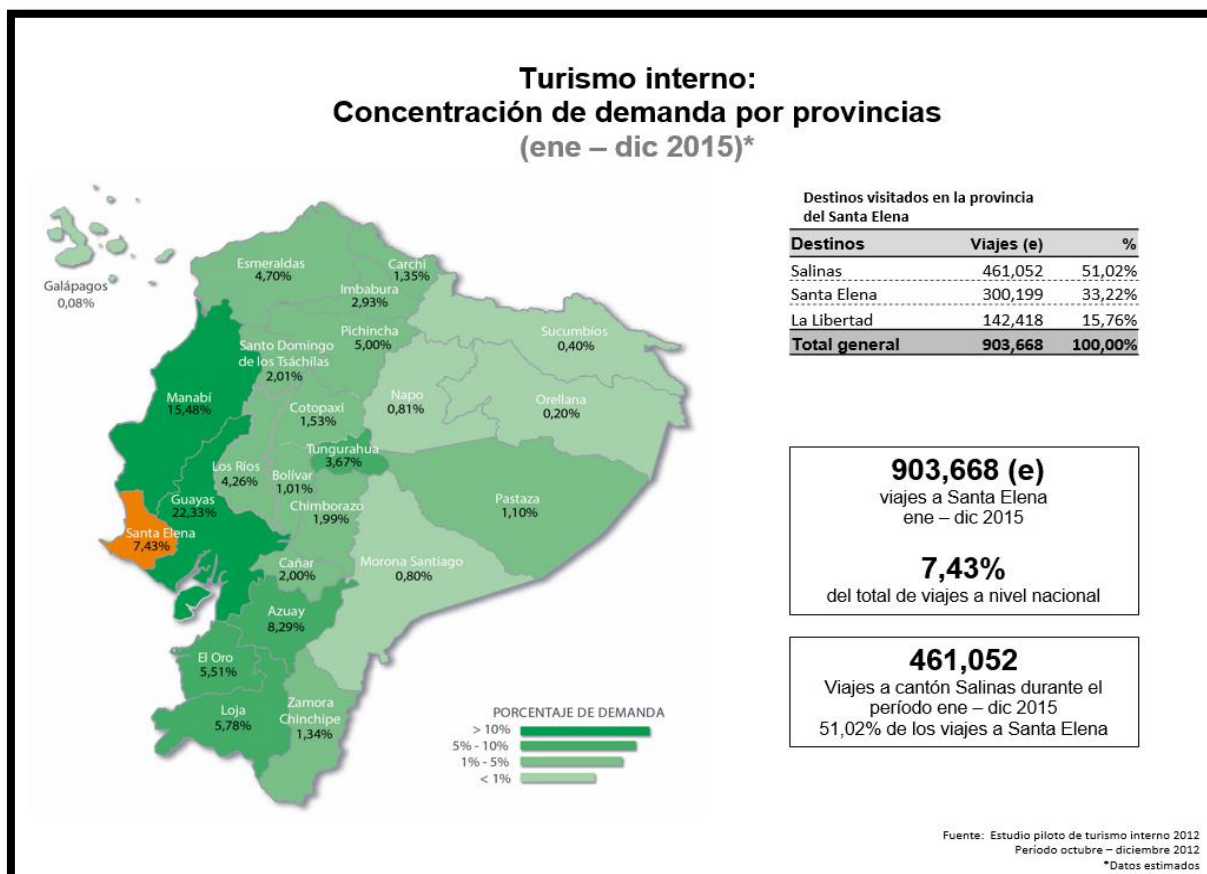 Turismo interno:
Concentración de demanda por provincias
(ene – dic 2015)*
Galápagos
0,08%
Esmeraldas
4,70%
Carchi
1,35%
Imbabura
2,93%
Pichincha
5,00%
Sucumbíos
0,40%
Santo Domingo
de los Tsáchilas
2,01%
Manabí
15,48%
Cotopaxi
1,53%
Napo
0,81%
Orellana
0,20%
Tungurahua
3,67%
Los Ríos
4,26%
Bolívar
1,01%
Guayas
22,33%
Chimborazo
1,99%
Pastaza
1,10%
Santa Elena
7,43%
Cañar
2,00%
Morona Santiago
0,80%
Azuay
8,29%
El Oro
5,51%
Loja
5,78%
Zamora
Chinchipe
1,34%
PORCENTAJE DE DEMANDA
> 10%
5% - 10%
1% - 5%
< 1%
Destinos visitados en la provincia
del Santa Elena
Destinos Viajes (e) %
Salinas 461,052 51,02%
Santa Elena 300,199 33,22%
La Libertad 142,418 15,76%
Total general 903,668 100,00%
903,668 (e)
viajes a Santa Elena
ene – dic 2015
7,43%
del total de viajes a nivel nacional
461,052
Viajes a cantón Salinas durante el
período ene – dic 2015
51,02% de los viajes a Santa Elena
Fuente: Estudio piloto de turismo interno 2012
Período octubre – diciembre 2012
*Datos estimados